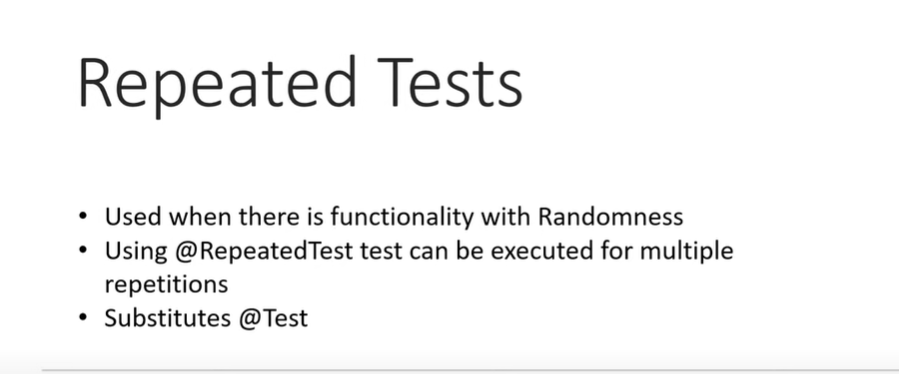 Repeated Tests
• Used when there is functionality with Randomness
• Using @RepeatedTest test can be executed for multiple
repetitions
• Substitutes @Test